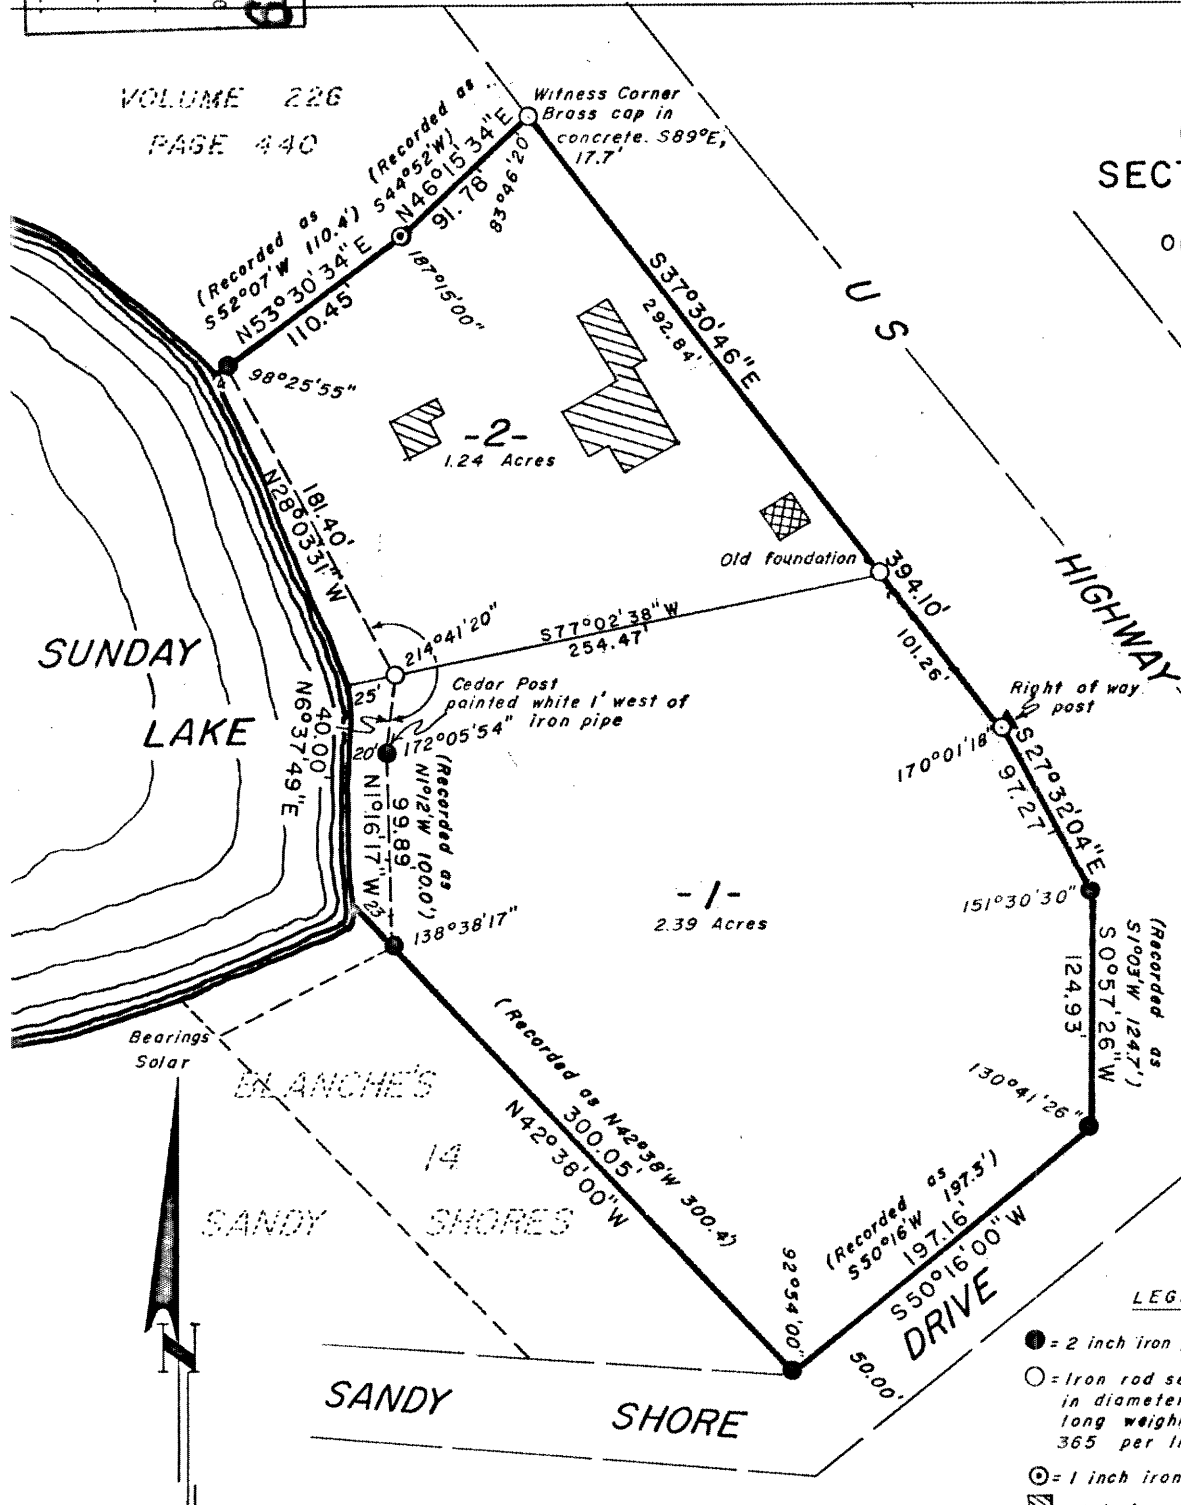 VOLUME 226
PAGE 440
(Recorded as
S44°52'W)
N46°15'34"E
91.78'
83°46'20"
Witness Corner
Brass cap in
concrete. S89°E,
17.7'
(Recorded as
S52°07'W 110.4')
N53°30'34"E
110.45'
187°15'00"
98°25'55"
S37°30'46"E
292.84'
U S
HIGHWAY
-2-
1.24 Acres
181.40'
N28°03'31"W
Old foundation
394.10'
101.26'
S77°02'38"W
254.47'
214°41'20"
25'
Cedar Post
painted white 1' west of
iron pipe
SUNDAY
LAKE
40.00'
N6°37'49"E
20'
172°05'54"
(Recorded as
N1°12'W 100.0')
99.89'
N1°16'17"W
23'
138°38'17"
Right of way
post
170°01'18"
S27°32'04"E
97.27'
151°30'30"
-1-
2.39 Acres
(Recorded as
S1°03'W 124.7')
S0°57'26"W
124.93'
130°41'26"
Bearings
Solar
BLANCHE'S
14
SANDY SHORES
(Recorded as N42°38'W 300.4')
300.05'
N42°38'00"W
(Recorded as
S50°16'W 197.3')
197.16'
S50°16'00"W
92°54'00"
50.00'
DRIVE
SANDY SHORE
N
= 2 inch iron
= Iron rod
in diameter
long
365 per
= 1 inch iron